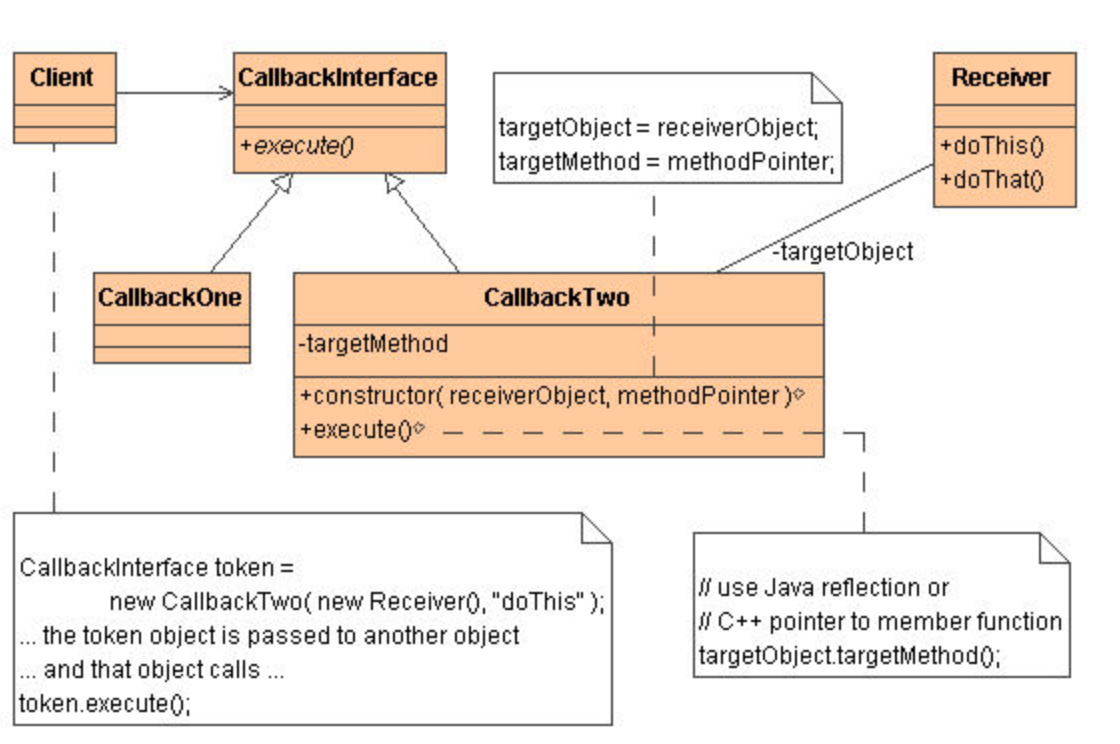 Client
CallbackInterface
+execute()
targetObject = receiverObject;
targetMethod = methodPointer;
Receiver
+doThis()
+doThat()
-targetObject
CallbackOne
CallbackTwo
-targetMethod
+constructor( receiverObject, methodPointer )
+execute()
CallbackInterface token =
new CallbackTwo( new Receiver(), "doThis" );
... the token object is passed to another object
... and that object calls ...
token.execute();
// use Java reflection or
// C++ pointer to member function
targetObject.targetMethod();